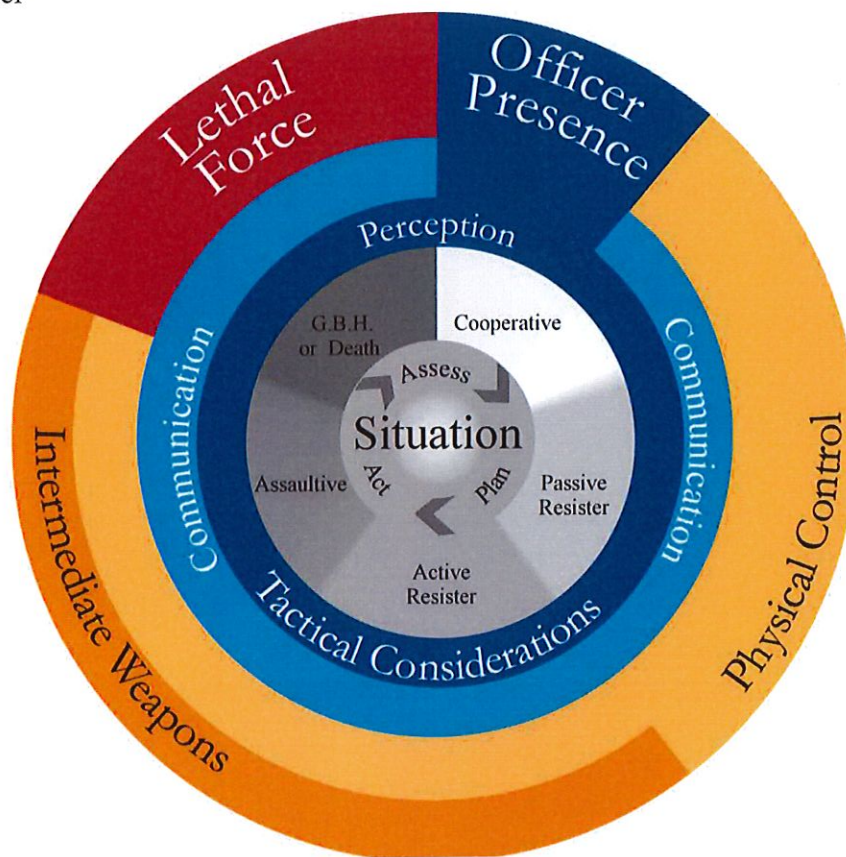 Officer
Presence
Lethal
Force
Perception
G.B.H.
or Death
Cooperative
Assess
Situation
Act
Plan
Assaultive
Passive
Resister
Active
Resister
Tactical Considerations
Communication
Communication
Intermediate Weapons
Physical Control